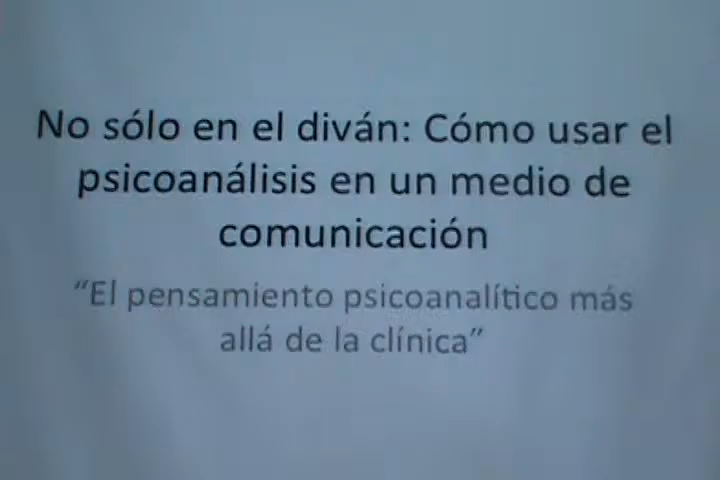 No sólo en el diván: Cómo usar el
psicoanálisis en un medio de
comunicación
“El pensamiento psicoanalítico más
allá de la clínica”